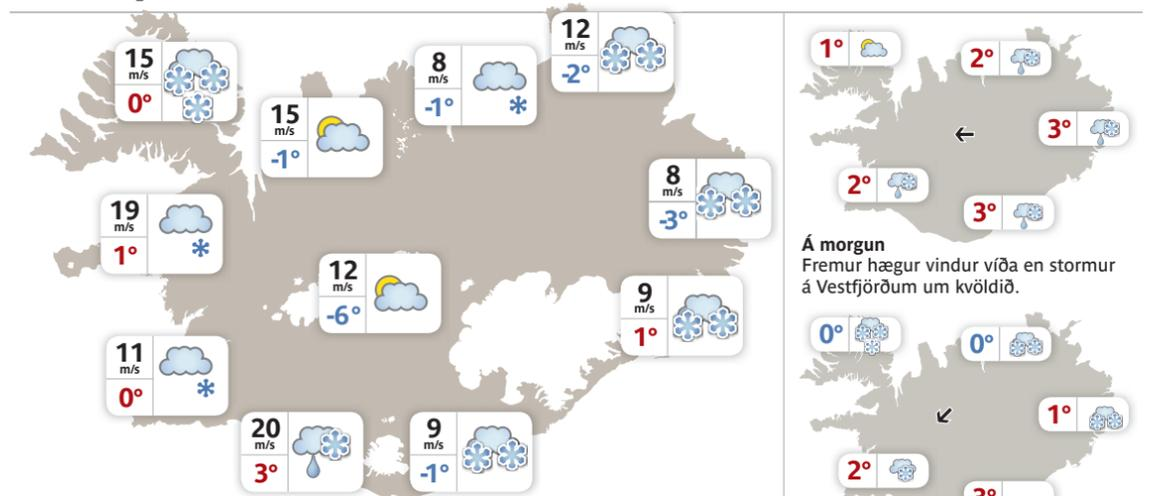 12
m/s
-2°
15
m/s
0°
8
m/s
-1°
15
m/s
-1°
8
m/s
-3°
19
m/s
1°
12
m/s
-6°
9
m/s
1°
11
m/s
0°
20
m/s
3°
9
m/s
-1°
1°
2°
3°
2°
3°
Á morgun
Fremur hægur vindur víða en stormur
á Vestfjörðum um kvöldið.
0°
0°
1°
2°